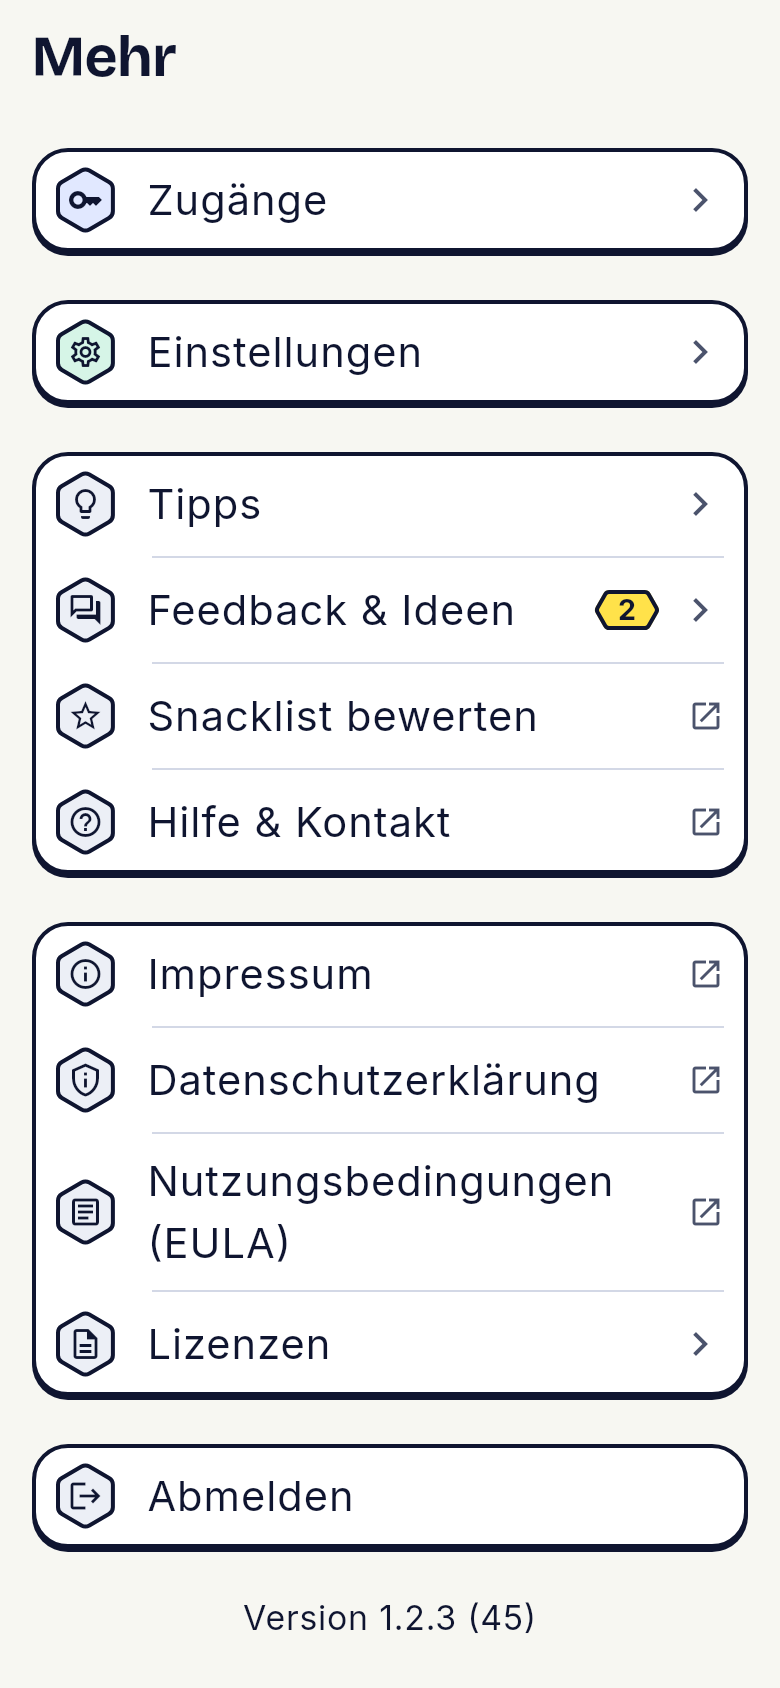 Mehr
Zugänge
Einstellungen
Tipps
Feedback & Ideen 2
Snacklist bewerten
Hilfe & Kontakt
Impressum
Datenschutzerklärung
Nutzungsbedingungen
(EULA)
Lizenzen
Abmelden
Version 1.2.3 (45)